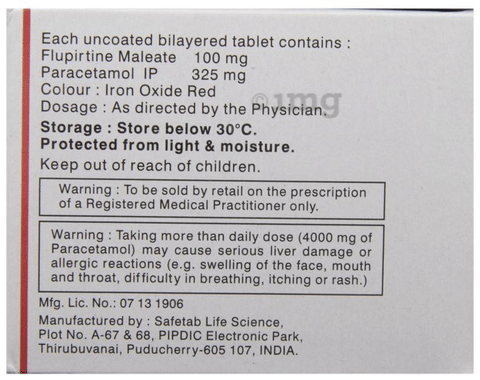 Each uncoated bilayered tablet contains :
Flupirtine Maleate 100 mg
Paracetamol IP 325 mg
Colour : Iron Oxide Red
Dosage : As directed by the Physician.
1mg
Storage : Store below 30°C.
Protected from light & moisture.
Keep out of reach of children.
Warning : To be sold by retail on the prescription
of a Registered Medical Practitioner only.
Warning : Taking more than daily dose (4000 mg of
Paracetamol) may cause serious liver damage or
allergic reactions (e.g. swelling of the face, mouth
and throat, difficulty in breathing, itching or rash.)
Mfg. Lic. No.: 07 13 1906
Manufactured by : Safetab Life Science,
Plot No. A-67 & 68, PIPDIC Electronic Park,
Thirubuvanai, Puducherry-605 107, INDIA.